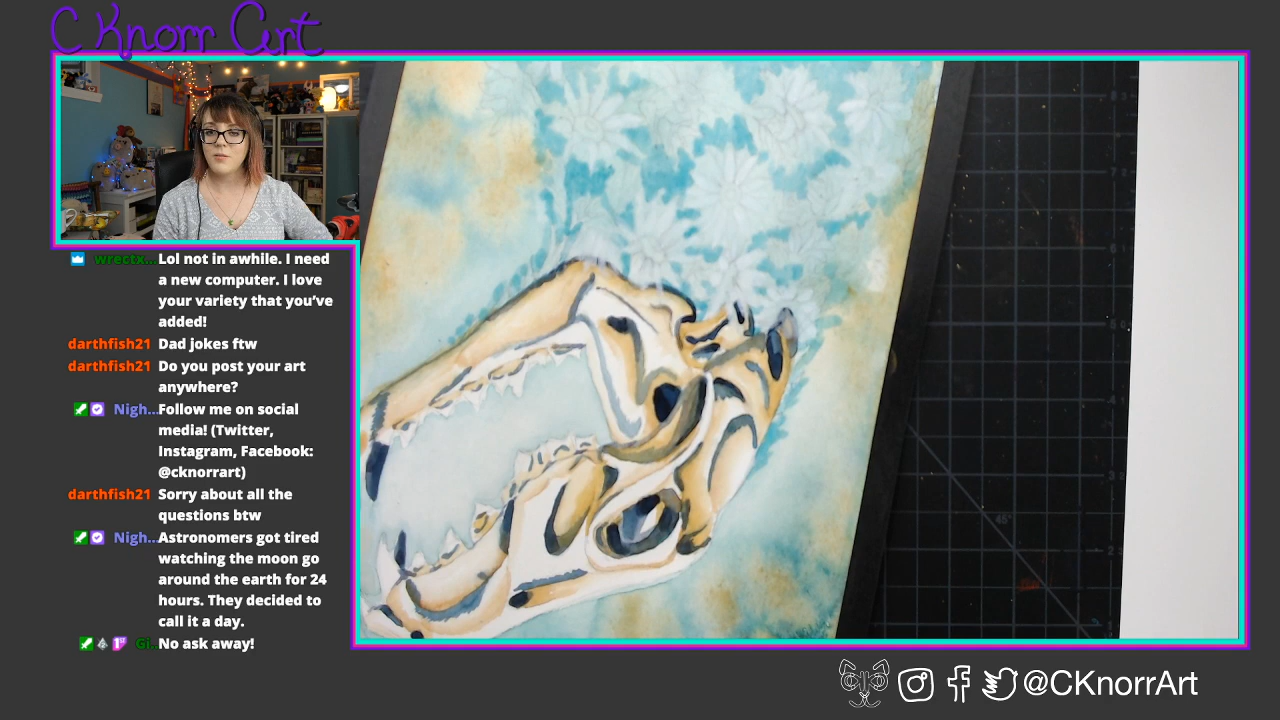 C Knorr Art
wrectx... Lol not in awhile. I need
a new computer. I love
your variety that you've
added!
darthfish21 Dad jokes ftw
darthfish21 Do you post your art
anywhere?
Nigh... Follow me on social
media! (Twitter,
Instagram, Facebook:
@cknorrart)
darthfish21 Sorry about all the
questions btw
Nigh... Astronomers got tired
watching the moon go
around the earth for 24
hours. They decided to
call it a day.
Gi... No ask away!
45°
@CKnorrArt